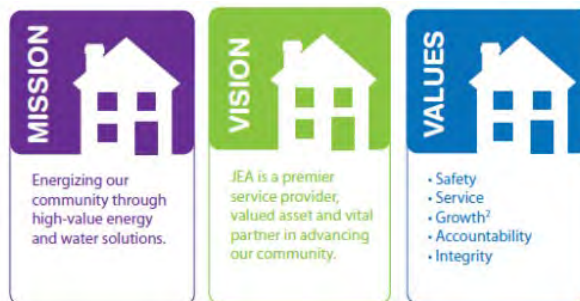 MISSION
Energizing our
community through
high-value energy
and water solutions.
VISION
JEA is a premier
service provider,
valued asset and vital
partner in advancing
our community.
VALUES
• Safety
• Service
• Growth²
• Accountability
• Integrity